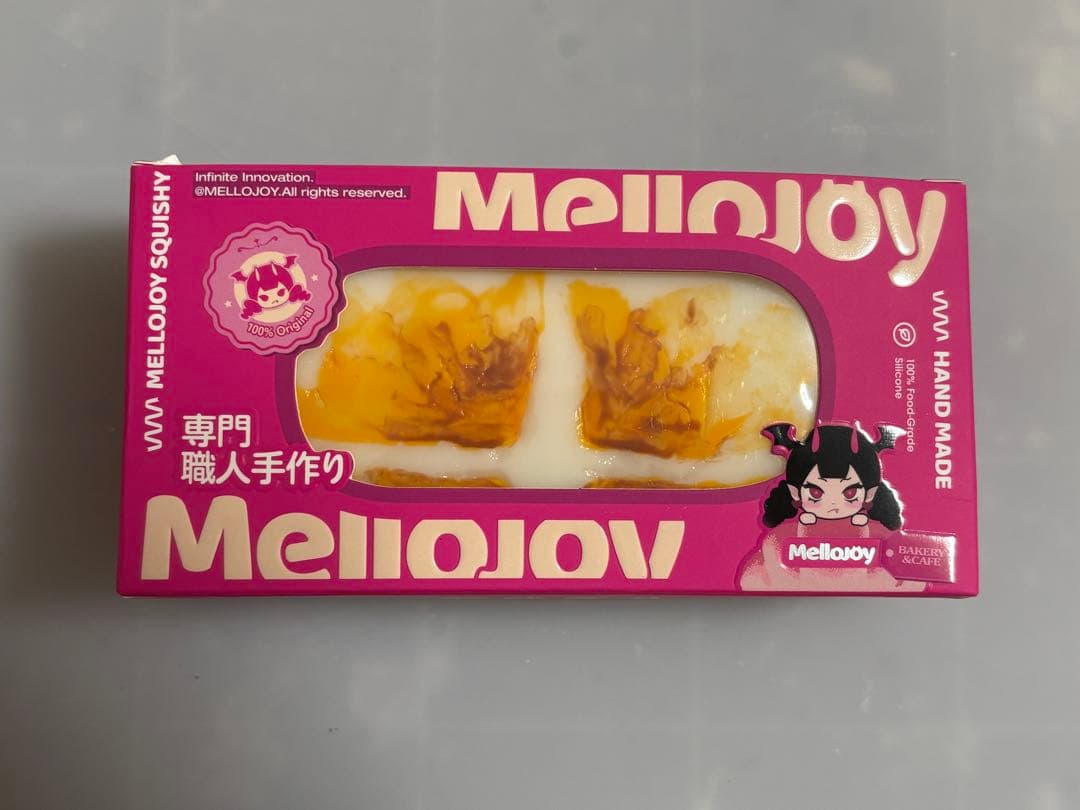 Infinite Innovation.
@MELLOJOY.All rights reserved.
Mellojoy
MELLOJOY SQUISHY
100% Original
HAND MADE
100% Food-Grade
Silicone
専門
職人手作り
Mellojoy
Mellojoy
BAKERY
&CAFE